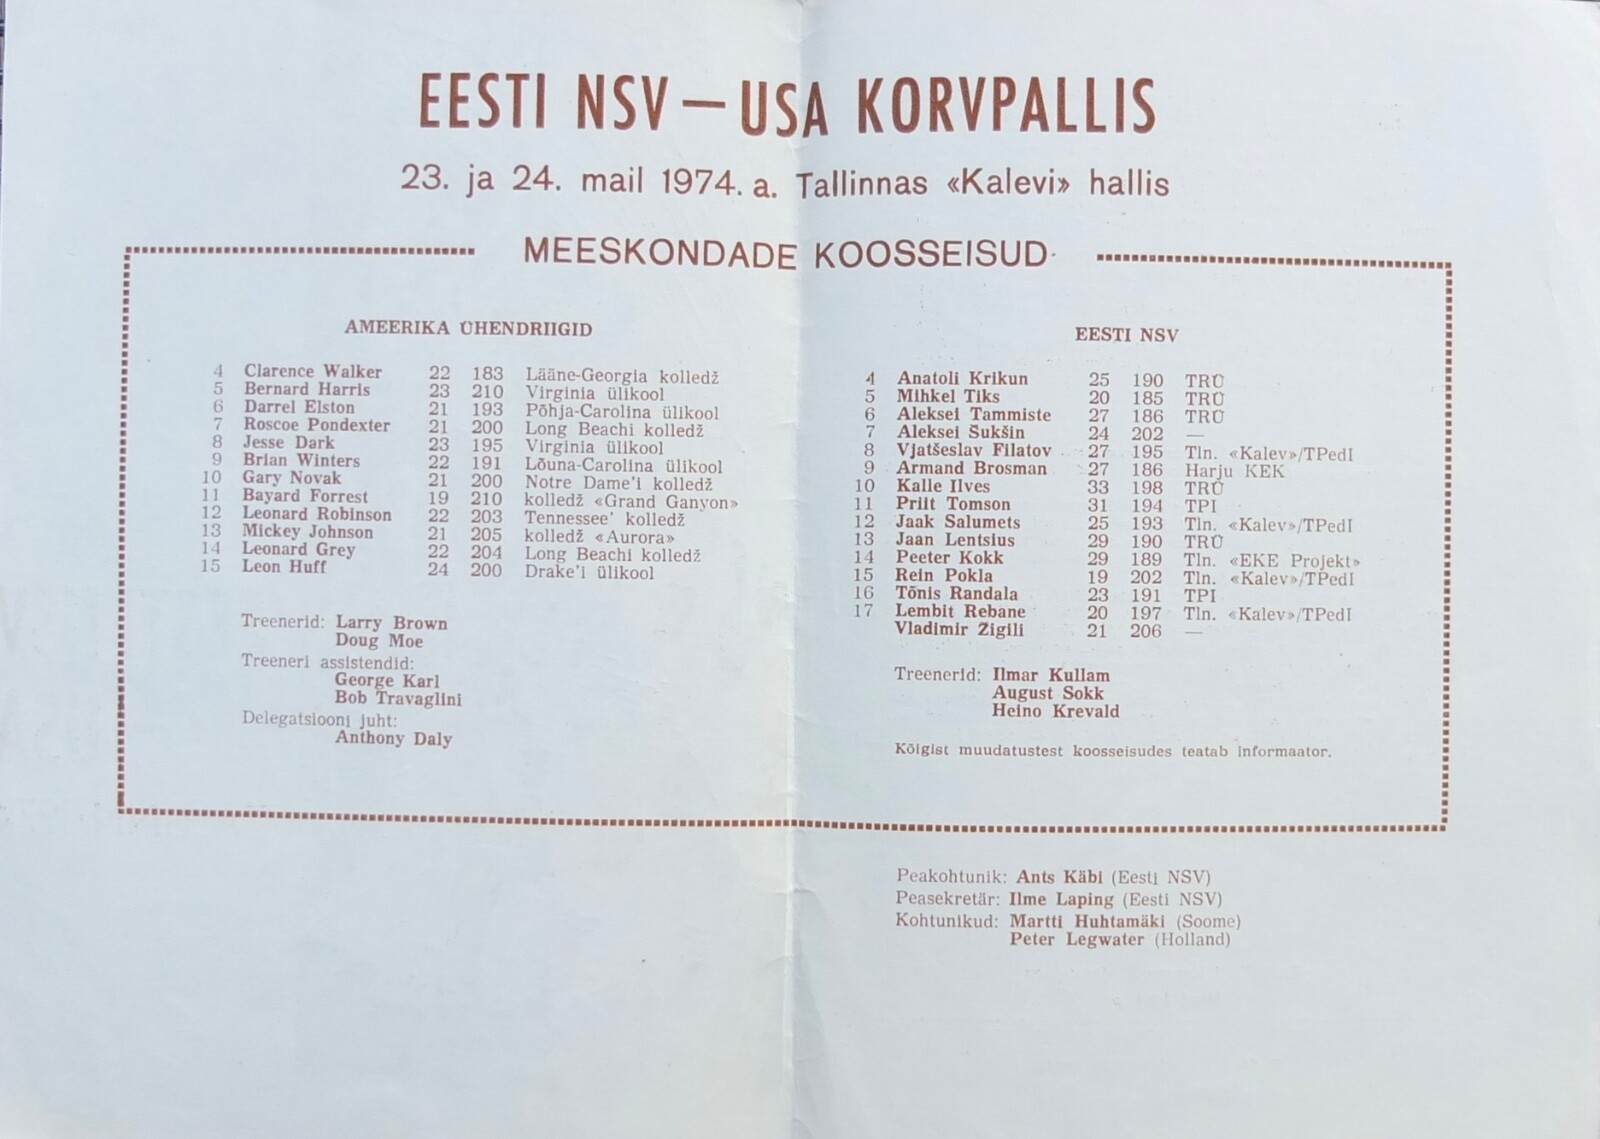 EESTI NSV — USA KORVPALLIS
23. ja 24. mail 1974. a. Tallinnas «Kalevi» hallis
MEESKONDADE KOOSSEISUD
AMEERIKA ÜHENDRIIGID
4 Clarence Walker 22 183 Lääne-Georgia kolledž
5 Bernard Harris 23 210 Virginia ülikool
6 Darrel Elston 21 193 Põhja-Carolina ülikool
7 Roscoe Pondexter 21 200 Long Beachi kolledž
8 Jesse Dark 23 195 Virginia ülikool
9 Brian Winters 22 191 Lõuna-Carolina ülikool
10 Gary Novak 21 200 Notre Dame'i kolledž
11 Bayard Forrest 19 210 kolledž «Grand Ganyon»
12 Leonard Robinson 22 203 Tennessee' kolledž
13 Mickey Johnson 21 205 kolledž «Aurora»
14 Leonard Grey 22 204 Long Beachi kolledž
15 Leon Huff 24 200 Drake'i ülikool
Treenerid: Larry Brown
Doug Moe
Treeneri assistendid:
George Karl
Bob Travaglini
Delegatsiooni juht:
Anthony Daly
EESTI NSV
4 Anatoli Krikun 25 190 TRÜ
5 Mihkel Tiks 20 185 TRÜ
6 Aleksei Tammiste 27 186 TRÜ
7 Aleksei Sukšin 24 202 —
8 Vjatšeslav Filatov 27 195 Tln. «Kalev»/TPedI
9 Armand Brosman 27 186 Harju KEK
10 Kalle Ilves 33 198 TRÜ
11 Priit Tomson 31 194 TPI
12 Jaak Salumets 25 193 Tln. «Kalev»/TPedI
13 Jaan Lentsius 29 190 TRÜ
14 Peeter Kokk 29 189 Tln. «EKE Projekt»
15 Rein Pokla 19 202 Tln. «Kalev»/TPedI
16 Tõnis Randala 23 191 TPI
17 Lembit Rebane 20 197 Tln. «Kalev»/TPedI
Vladimir Žigili 21 206 —
Treenerid: Ilmar Kullam
August Sokk
Heino Krevald
Kõigist muudatustest koosseisudes teatab informaator.
Peakohtunik: Ants Käbi (Eesti NSV)
Peasekretär: Ilme Laping (Eesti NSV)
Kohtunikud: Martti Huhtamäki (Soome)
Peter Legwater (Holland)